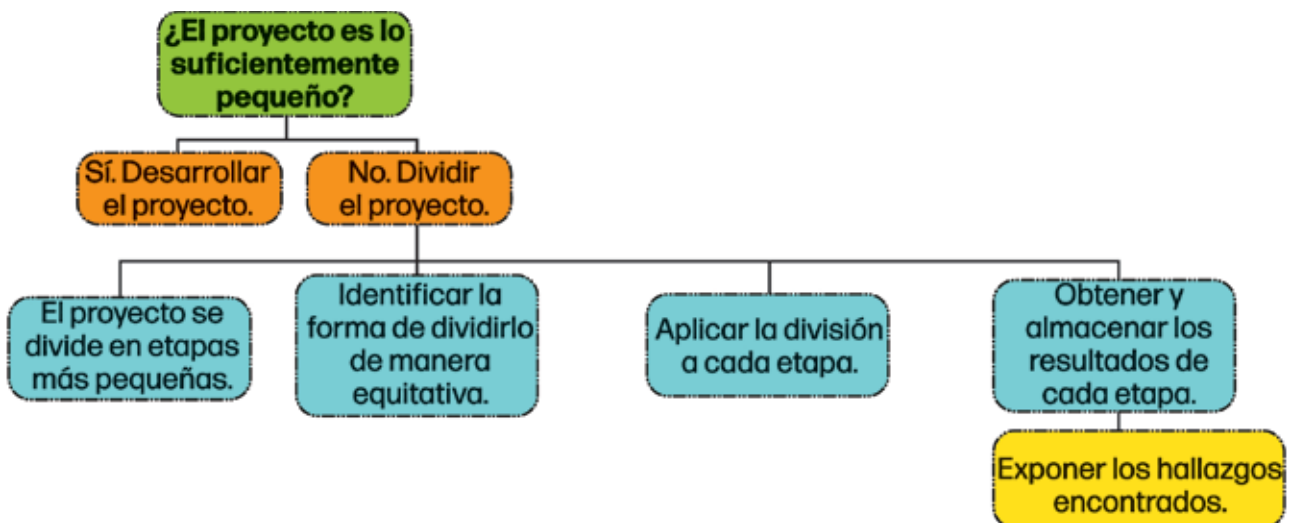 ¿El proyecto es lo
suficientemente
pequeño?
Sí. Desarrollar
el proyecto.
No. Dividir
el proyecto.
El proyecto se
divide en etapas
más pequeñas.
Identificar la
forma de dividirlo
de manera
equitativa.
Aplicar la división
a cada etapa.
Obtener y
almacenar los
resultados de
cada etapa.
Exponer los hallazgos
encontrados.